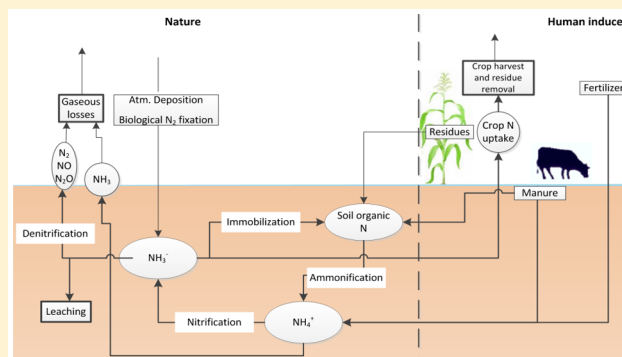 Nature
Human induce
Gaseous
losses
Atm. Deposition
Biological N₂ fixation
Crop harvest
and residue
removal
Fertilizer
N₂
NO
N₂O
NH₃
Residues
Crop N
uptake
Manure
Denitrification
Immobilization
Soil organic
N
NH₃⁻
Ammonification
Leaching
Nitrification
NH₄⁺